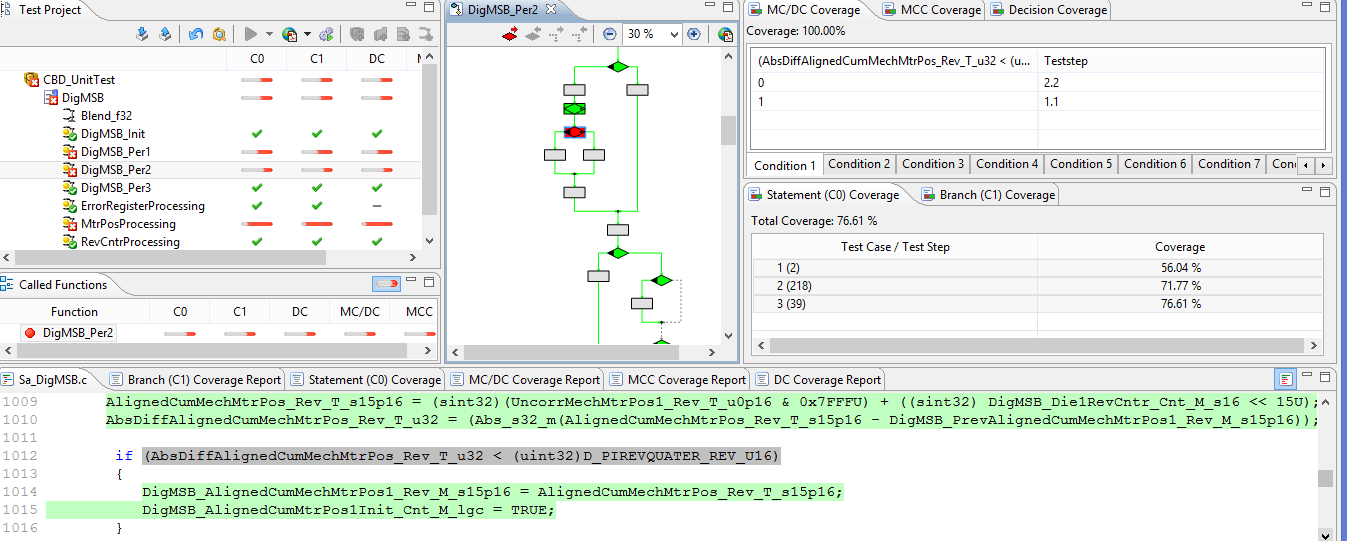 Test Project
C0 C1 DC
CBD_UnitTest
DigMSB
Blend_f32
DigMSB_Init
DigMSB_Per1
DigMSB_Per2
DigMSB_Per3
ErrorRegisterProcessing
MtrPosProcessing
RevCntrProcessing
Called Functions
Function C0 C1 DC MC/DC MCC
DigMSB_Per2
DigMSB_Per2
30 %
MC/DC Coverage MCC Coverage Decision Coverage
Coverage: 100.00%
(AbsDiffAlignedCumMechMtrPos_Rev_T_u32 < (u... Teststep
0 2.2
1 1.1
Condition 1 Condition 2 Condition 3 Condition 4 Condition 5 Condition 6 Condition 7
Statement (C0) Coverage Branch (C1) Coverage
Total Coverage: 76.61 %
Test Case / Test Step Coverage
1 (2) 56.04 %
2 (218) 71.77 %
3 (39) 76.61 %
Sa_DigMSB.c Branch (C1) Coverage Report Statement (C0) Coverage MC/DC Coverage Report MCC Coverage Report DC Coverage Report
1009 AlignedCumMechMtrPos_Rev_T_s15p16 = (sint32)(UncorrMechMtrPos1_Rev_T_u0p16 & 0x7FFFU) + ((sint32) DigMSB_Die1RevCntr_Cnt_M_s16 << 15U);
1010 AbsDiffAlignedCumMechMtrPos_Rev_T_u32 = (Abs_s32_m(AlignedCumMechMtrPos_Rev_T_s15p16 - DigMSB_PrevAlignedCumMechMtrPos1_Rev_M_s15p16));
1011
1012 if (AbsDiffAlignedCumMechMtrPos_Rev_T_u32 < (uint32)D_PIREVQUATER_REV_U16)
1013 {
1014 DigMSB_AlignedCumMechMtrPos1_Rev_M_s15p16 = AlignedCumMechMtrPos_Rev_T_s15p16;
1015 DigMSB_AlignedCumMtrPos1Init_Cnt_M_lgc = TRUE;
1016 }